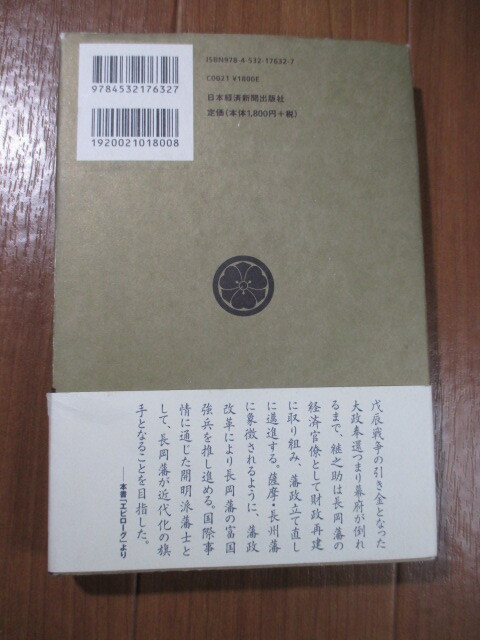 ISBN978-4-532-17632-7
C0021 ¥1800E
日本経済新聞出版社
定価(本体1,800円+税)
9784532176327
1920021018008
戊辰戦争の引き金となった
大政奉還つまり幕府が倒れ
るまで、継之助は長岡藩の
経済官僚として財政再建
に取り組み、藩政立て直し
に邁進する。薩摩・長州藩
に象徴されるように、藩政
改革により長岡藩の富国
強兵を推し進める。国際事
情に通じた開明派藩士と
して、長岡藩が近代化の旗
手となることを目指した。
――本書「エピローグ」より